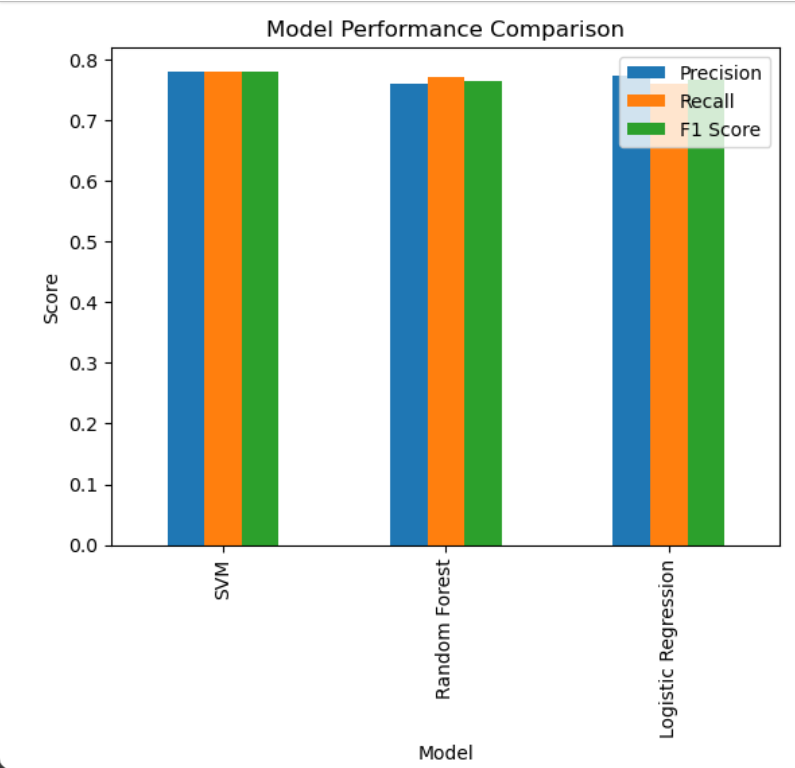 Model Performance Comparison
Precision
Recall
F1 Score
0.8
0.7
0.6
0.5
0.4
0.3
0.2
0.1
0.0
Score
SVM
Random Forest
Logistic Regression
Model